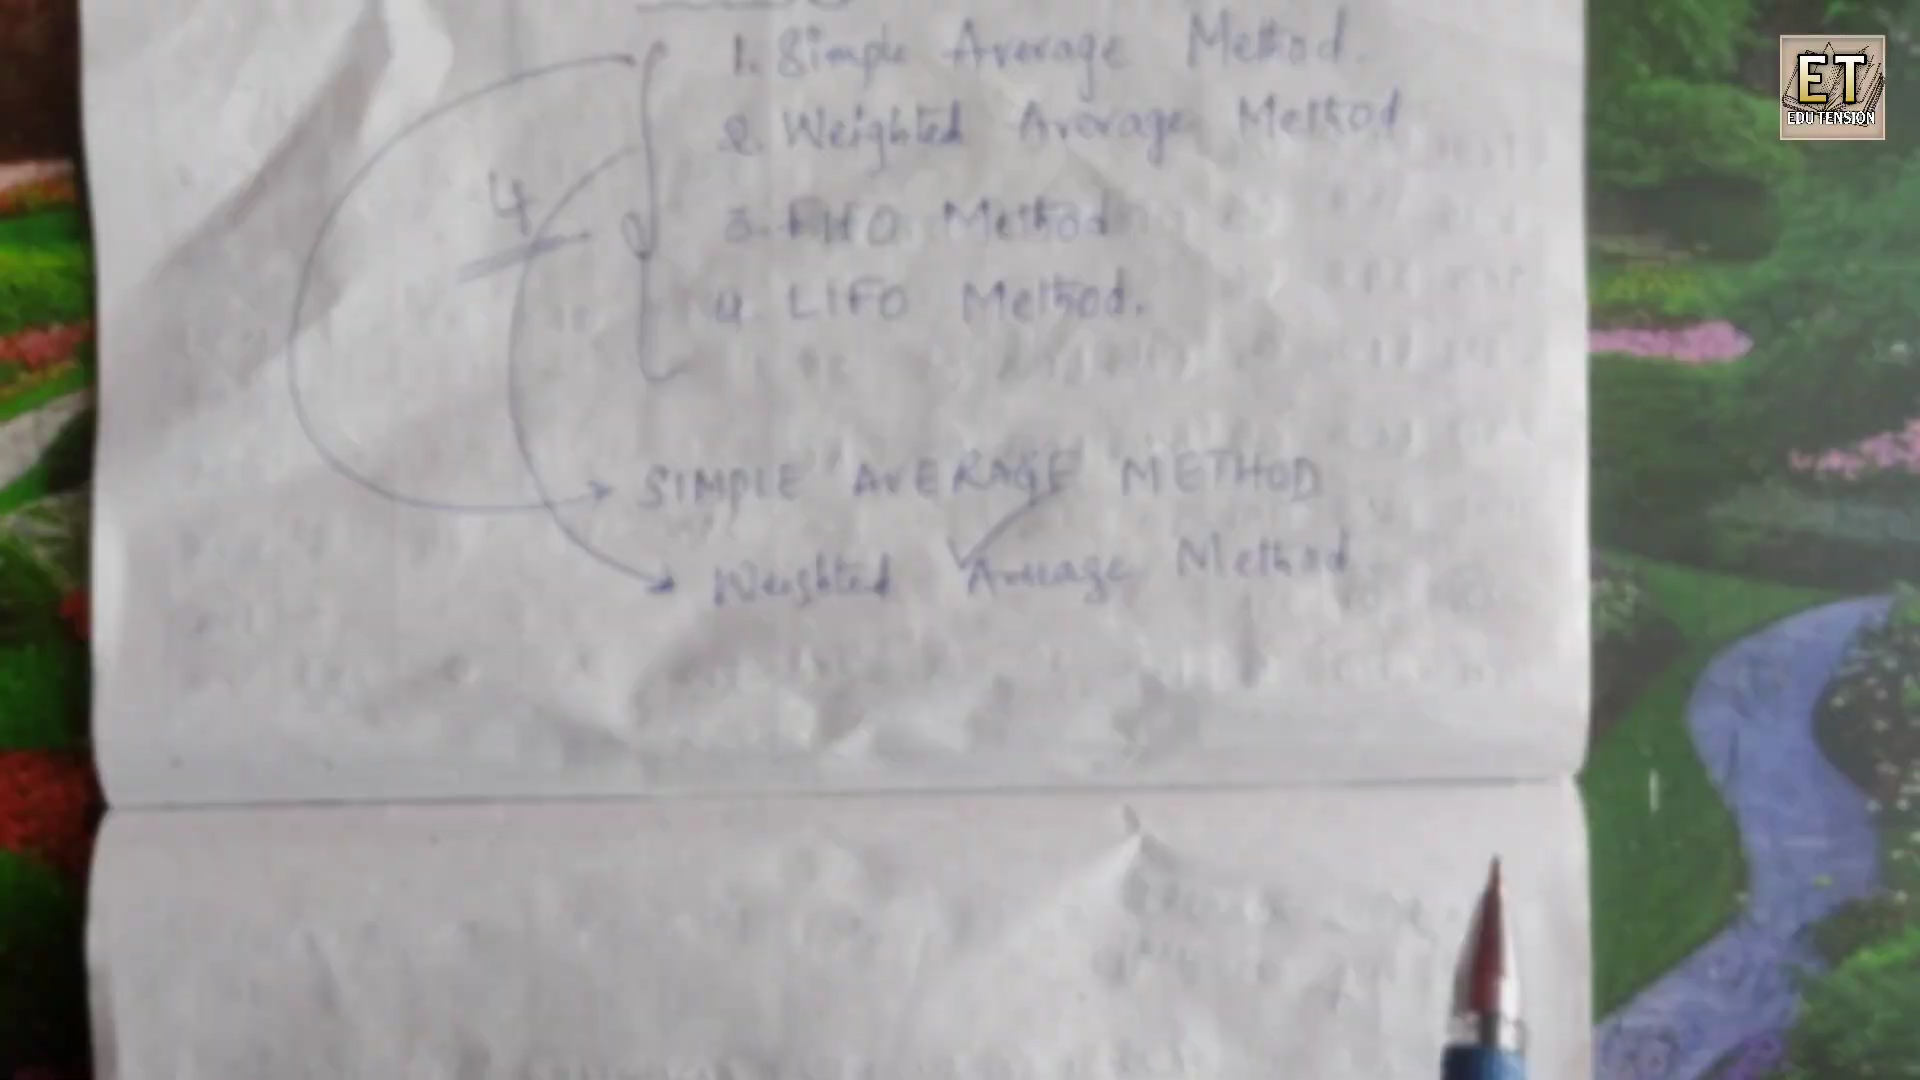 1. Simple Average Method.
2. Weighted Average Method
4
3. FIFO Method
4. LIFO Method.
SIMPLE AVERAGE METHOD
Weighted Average Method
ET
EDU TENSION